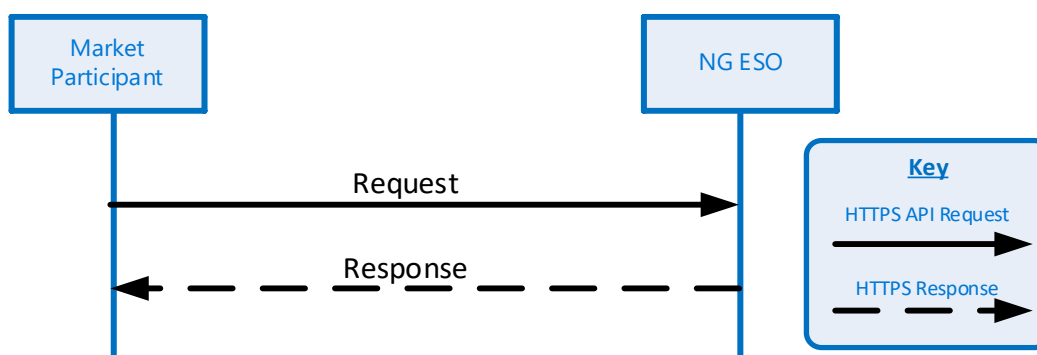 Market
Participant
NG ESO
Request
Response
Key
HTTPS API Request
HTTPS Response